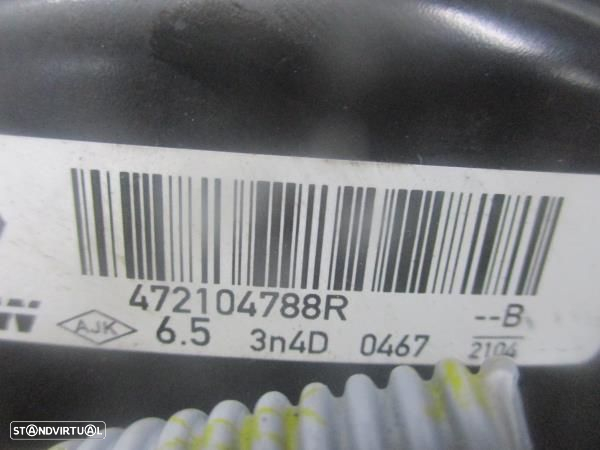 472104788R
--B
AJK
6.5 3n4D 0467
2104
STANDVIRTUAL